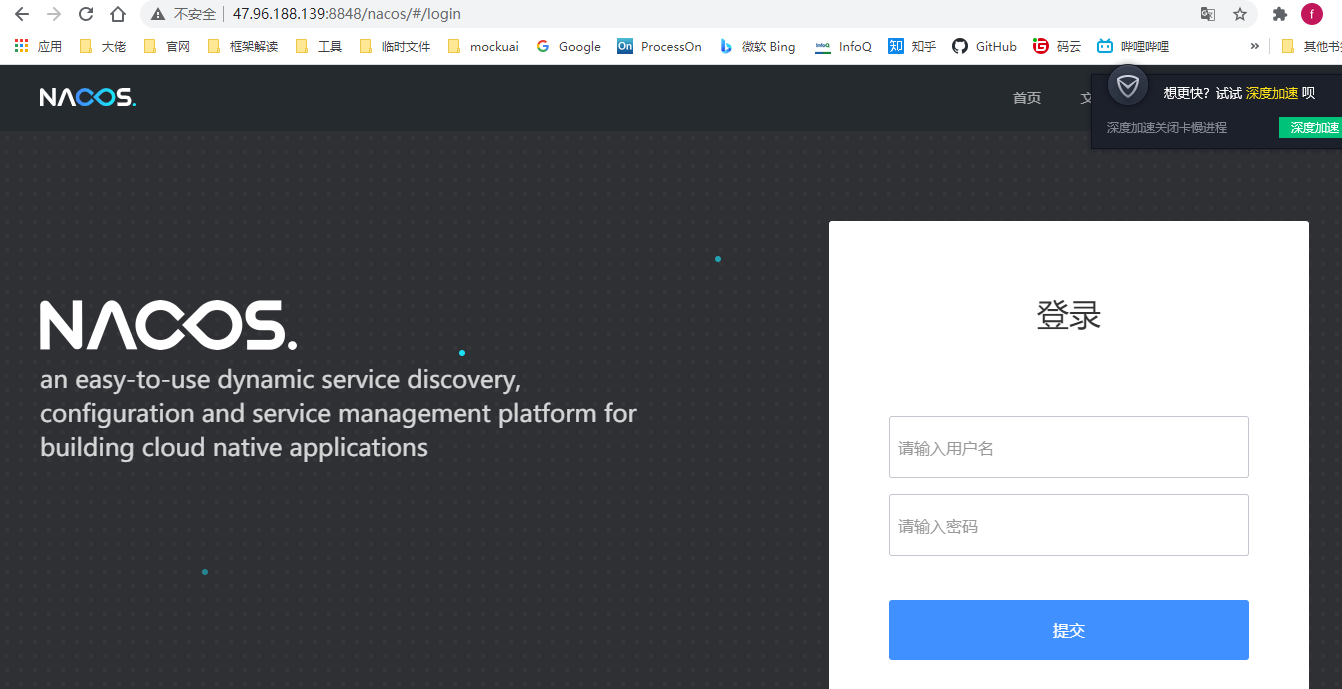 不安全 47.96.188.139:8848/nacos/#/login
应用 大佬 官网 框架解读 工具 临时文件 mockuai Google ProcessOn 微软 Bing InfoQ 知乎 GitHub 码云 哔哩哔哩 » 其他书
NACOS.
首页
想更快？试试 深度加速 呗
深度加速关闭卡慢进程 深度加速
NACOS.
an easy-to-use dynamic service discovery,
configuration and service management platform for
building cloud native applications
登录
请输入用户名
请输入密码
提交